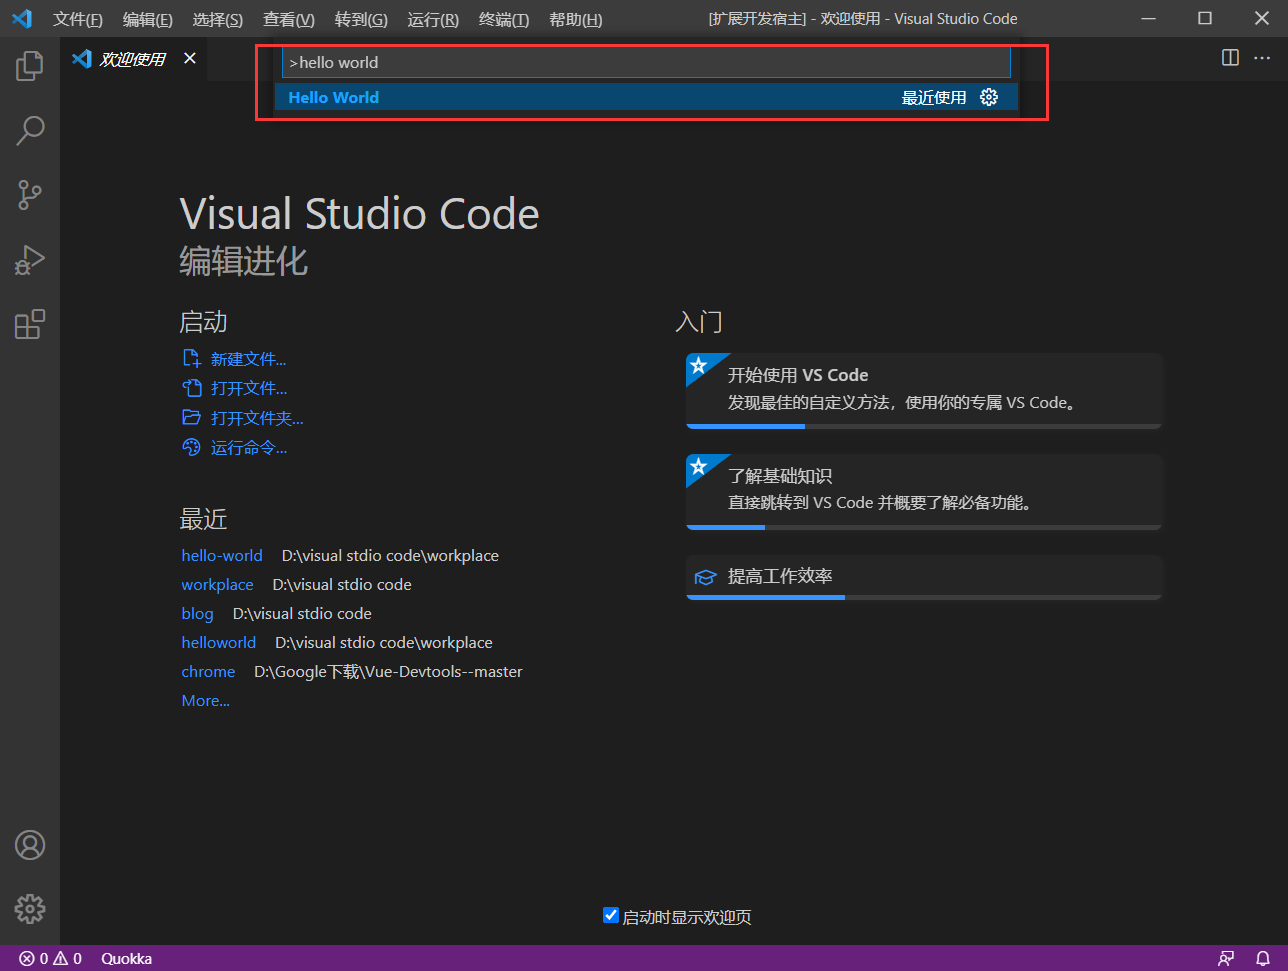 文件(F) 编辑(E) 选择(S) 查看(V) 转到(G) 运行(R) 终端(T) 帮助(H) [扩展开发宿主] - 欢迎使用 - Visual Studio Code
欢迎使用
>hello world
Hello World 最近使用
Visual Studio Code
编辑进化
启动
新建文件...
打开文件...
打开文件夹...
运行命令...
最近
hello-world D:\visual stdio code\workplace
workplace D:\visual stdio code
blog D:\visual stdio code
helloworld D:\visual stdio code\workplace
chrome D:\Google下载\Vue-Devtools--master
More...
入门
开始使用 VS Code
发现最佳的自定义方法，使用你的专属 VS Code。
了解基础知识
直接跳转到 VS Code 并概要了解必备功能。
提高工作效率
启动时显示欢迎页
0 0 Quokka